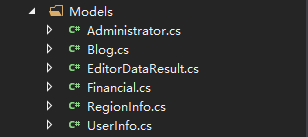 Models
C# Administrator.cs
C# Blog.cs
C# EditorDataResult.cs
C# Financial.cs
C# RegionInfo.cs
C# UserInfo.cs